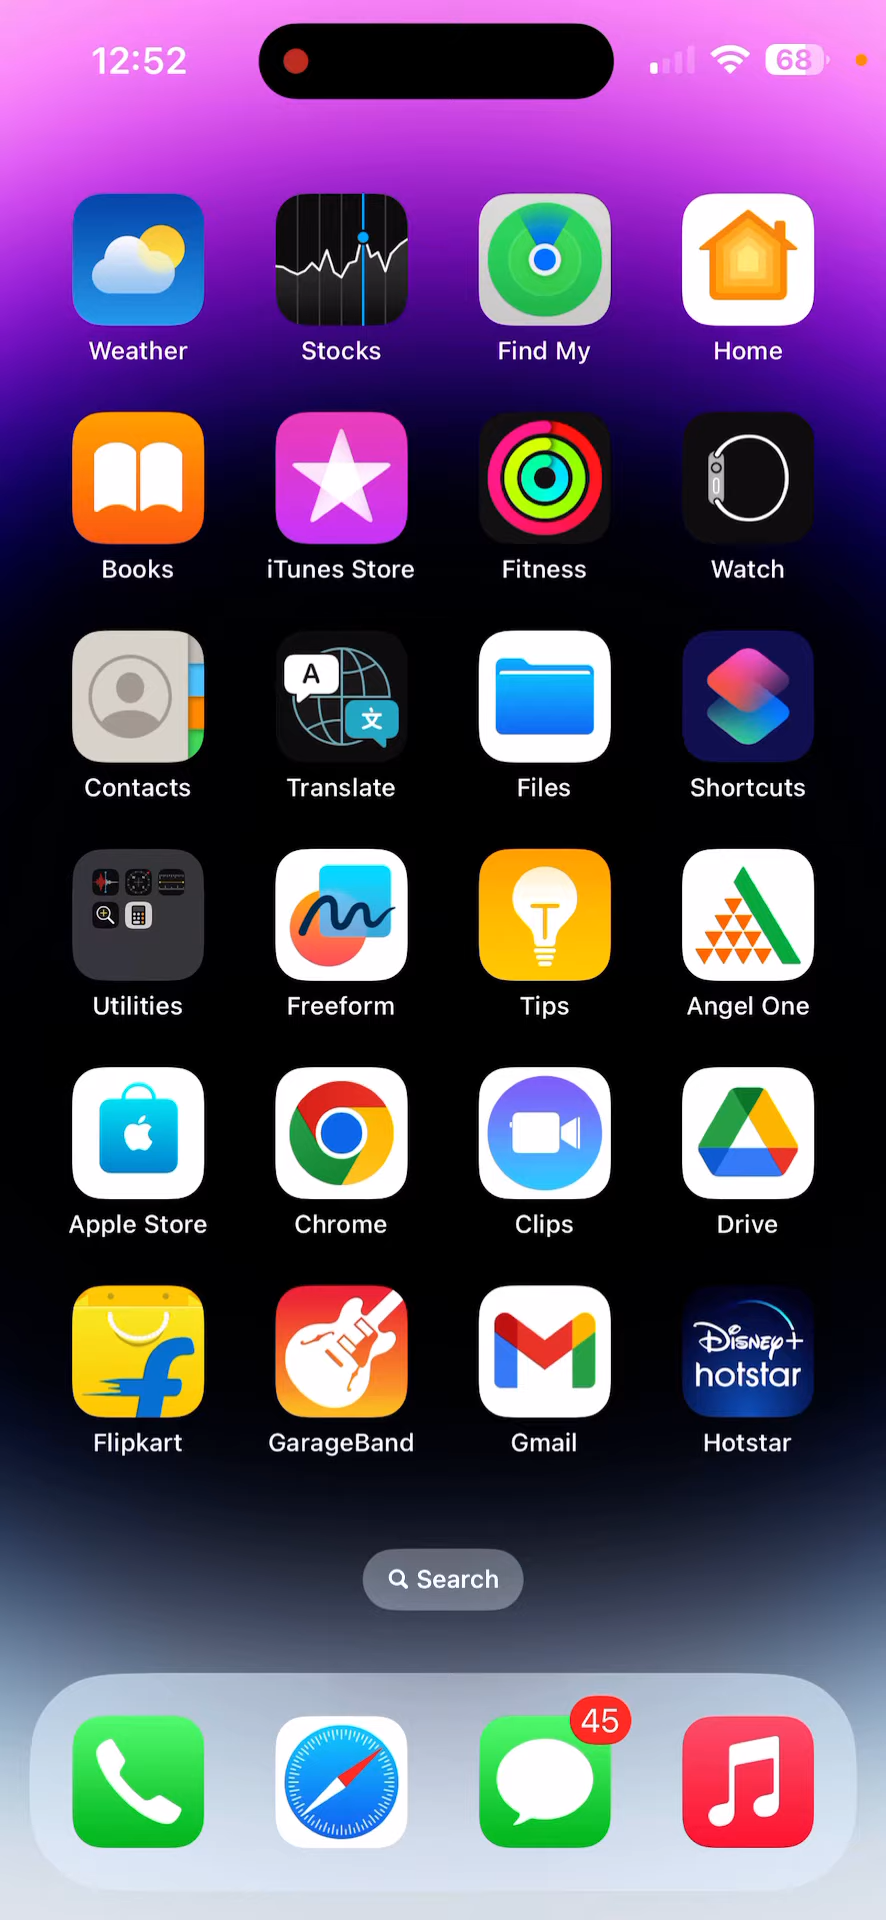 12:52
68
Weather Stocks Find My Home
Books iTunes Store Fitness Watch
A
文
Contacts Translate Files Shortcuts
Utilities Freeform Tips Angel One
Apple Store Chrome Clips Drive
Disney+
hotstar
Flipkart GarageBand Gmail Hotstar
Search
45